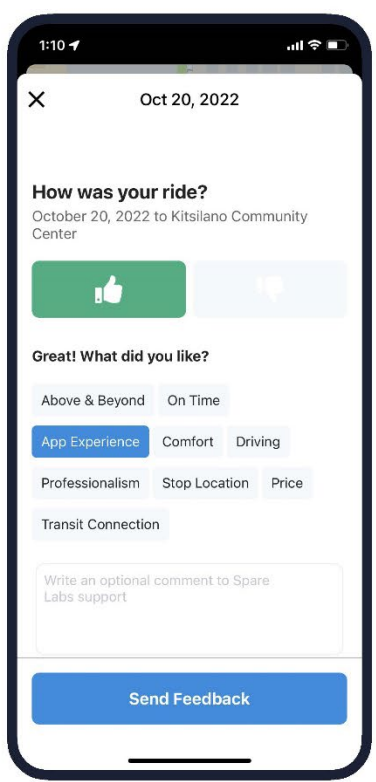 1:10
Oct 20, 2022
How was your ride?
October 20, 2022 to Kitsilano Community
Center
Great! What did you like?
Above & Beyond On Time
App Experience Comfort Driving
Professionalism Stop Location Price
Transit Connection
Write an optional comment to Spare
Labs support
Send Feedback